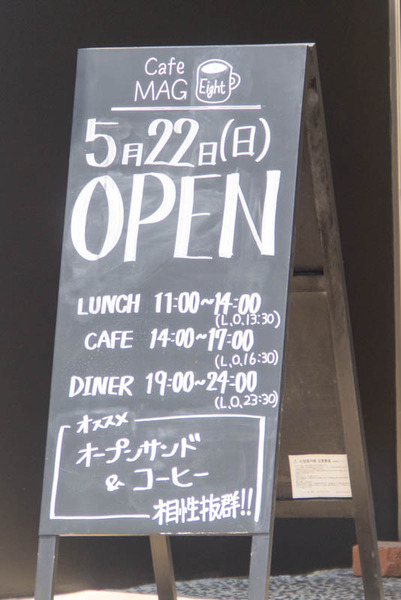 Cafe
MAG Eight
5月22日(日)
OPEN
LUNCH 11:00~14:00
(L.O.13:30)
CAFE 14:00~17:00
(L.O.16:30)
DINER 19:00~24:00
(L.O.23:30)
オススメ
オープンサンド
& コーヒー
相性抜群!!